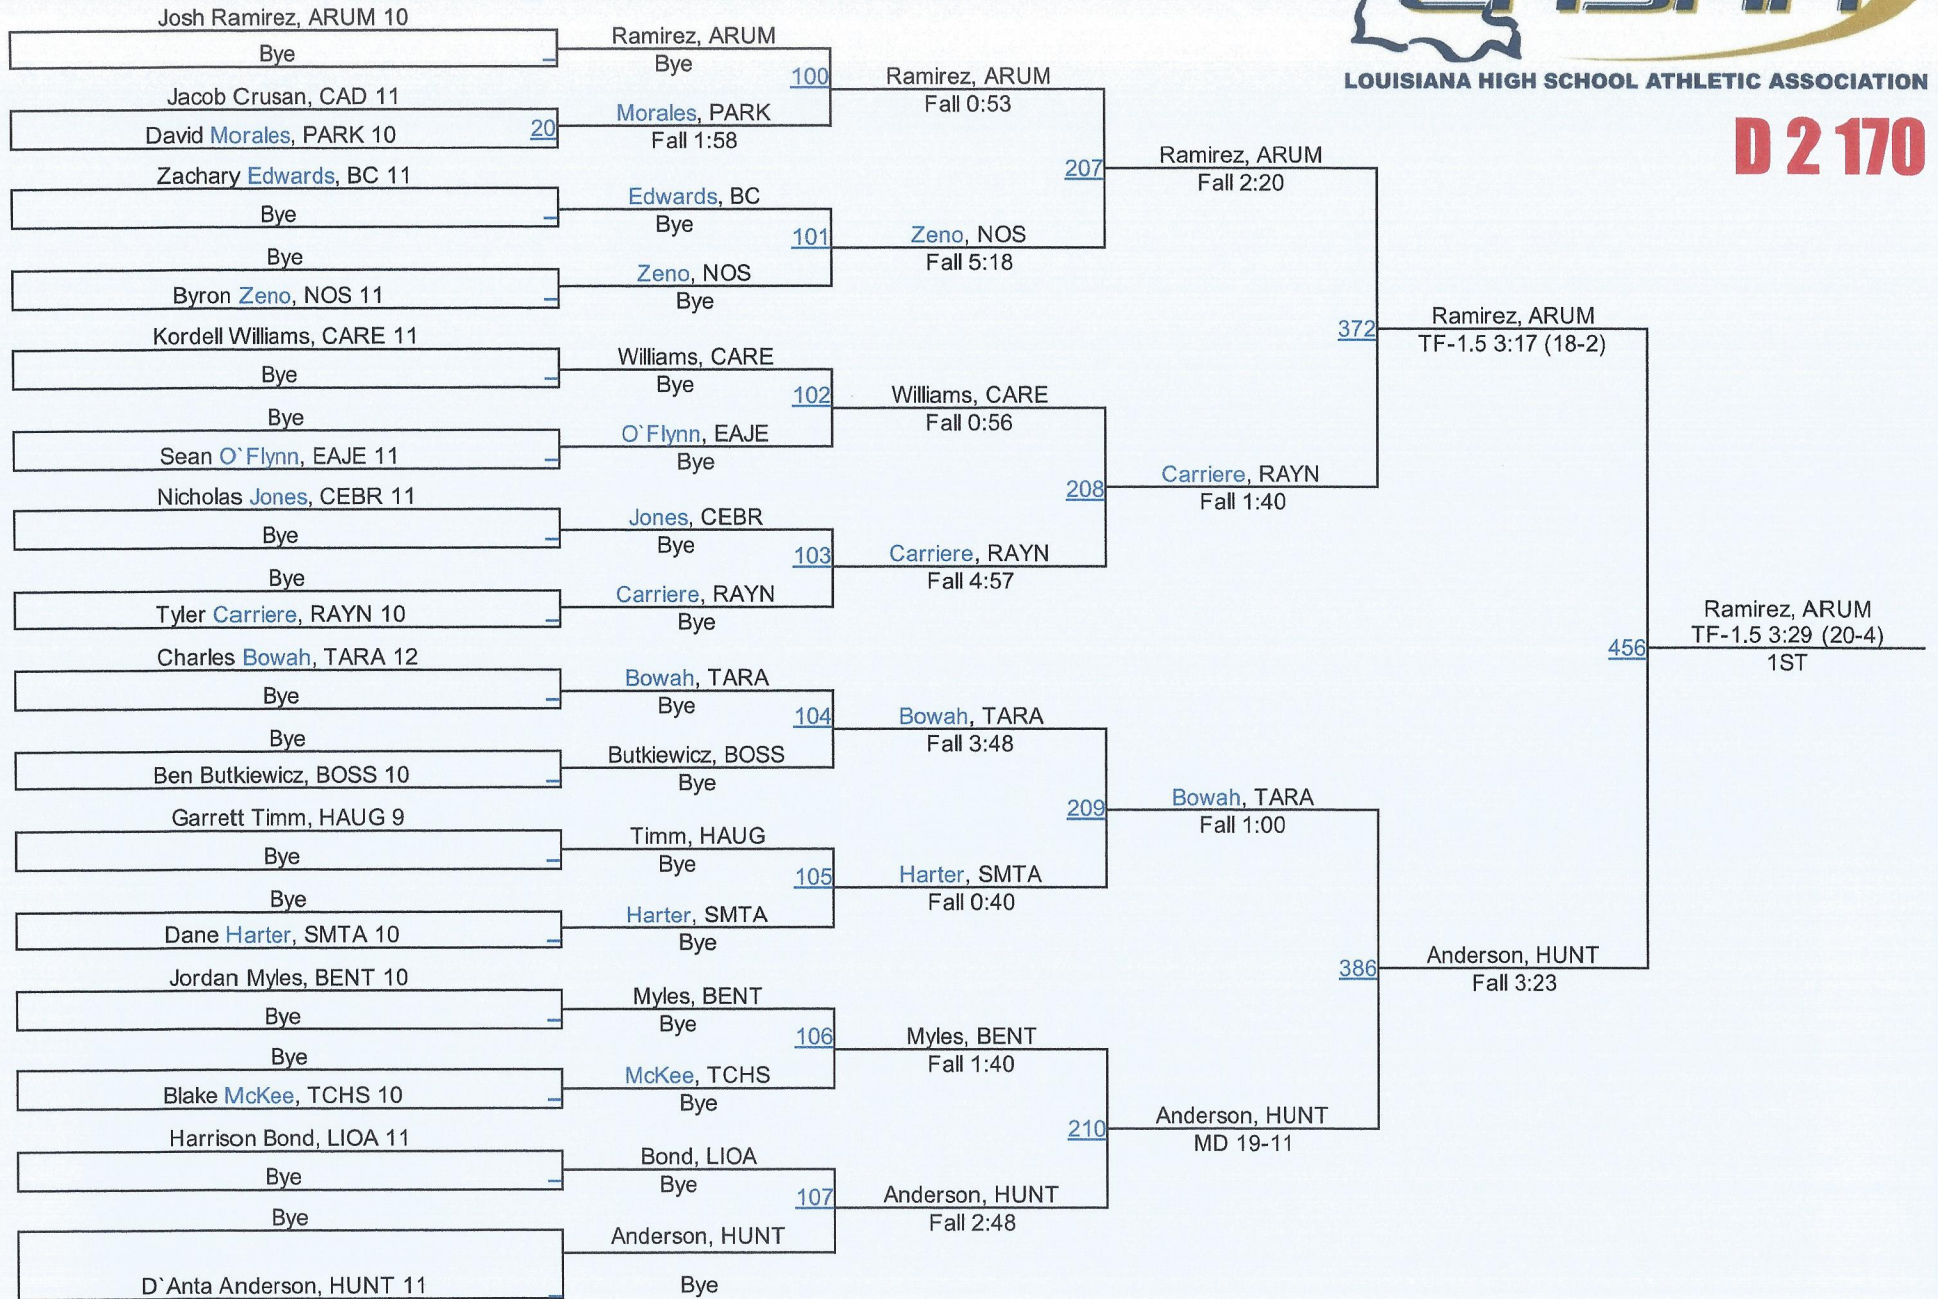 Josh Ramirez, ARUM 10
Bye
Jacob Crusan, CAD 11
David Morales, PARK 10
20
Zachary Edwards, BC 11
Bye
Bye
Byron Zeno, NOS 11
Kordell Williams, CARE 11
Bye
Bye
Sean O`Flynn, EAJE 11
Nicholas Jones, CEBR 11
Bye
Bye
Tyler Carriere, RAYN 10
Charles Bowah, TARA 12
Bye
Bye
Ben Butkiewicz, BOSS 10
Garrett Timm, HAUG 9
Bye
Bye
Dane Harter, SMTA 10
Jordan Myles, BENT 10
Bye
Bye
Blake McKee, TCHS 10
Harrison Bond, LIOA 11
Bye
Bye
D`Anta Anderson, HUNT 11
Ramirez, ARUM
Bye
100
Morales, PARK
Fall 1:58
Edwards, BC
Bye
101
Zeno, NOS
Bye
Williams, CARE
Bye
102
O`Flynn, EAJE
Bye
Jones, CEBR
Bye
103
Carriere, RAYN
Bye
Bowah, TARA
Bye
104
Butkiewicz, BOSS
Bye
Timm, HAUG
Bye
105
Harter, SMTA
Bye
Myles, BENT
Bye
106
McKee, TCHS
Bye
Bond, LIOA
Bye
107
Anderson, HUNT
Bye
Ramirez, ARUM
Fall 0:53
207
Zeno, NOS
Fall 5:18
Williams, CARE
Fall 0:56
208
Carriere, RAYN
Fall 4:57
Bowah, TARA
Fall 3:48
209
Harter, SMTA
Fall 0:40
Myles, BENT
Fall 1:40
210
Anderson, HUNT
Fall 2:48
Ramirez, ARUM
Fall 2:20
372
Carriere, RAYN
Fall 1:40
Bowah, TARA
Fall 1:00
386
Anderson, HUNT
MD 19-11
Ramirez, ARUM
TF-1.5 3:17 (18-2)
456
Anderson, HUNT
Fall 3:23
Ramirez, ARUM
TF-1.5 3:29 (20-4)
1ST
LOUISIANA HIGH SCHOOL ATHLETIC ASSOCIATION
D 2 170